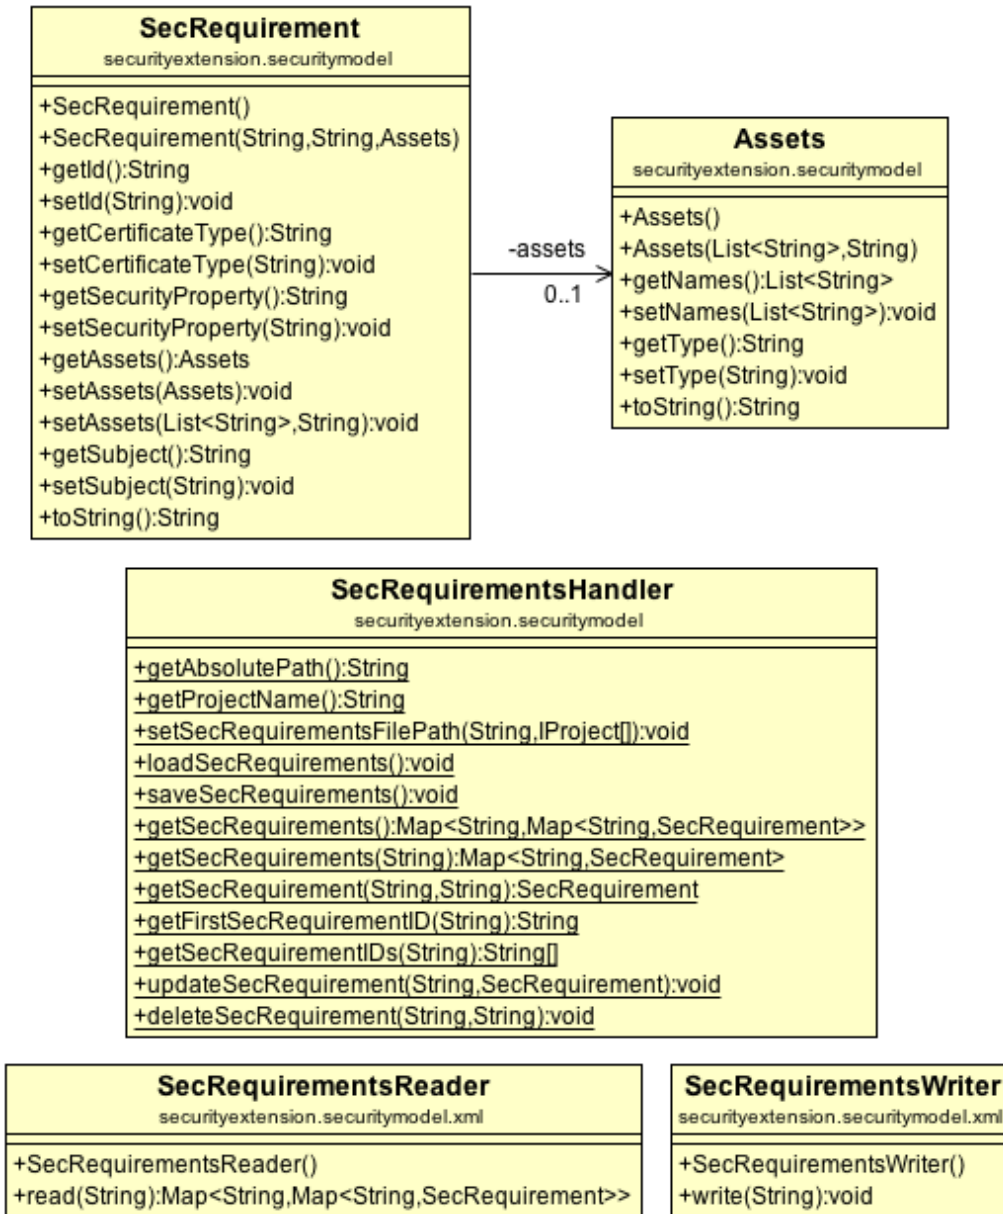 SecRequirement
securityextension.securitymodel
+SecRequirement()
+SecRequirement(String,String,Assets)
+getId():String
+setId(String):void
+getCertificateType():String
+setCertificateType(String):void
+getSecurityProperty():String
+setSecurityProperty(String):void
+getAssets():Assets
+setAssets(Assets):void
+setAssets(List<String>,String):void
+getSubject():String
+setSubject(String):void
+toString():String
-assets
0..1
Assets
securityextension.securitymodel
+Assets()
+Assets(List<String>,String)
+getNames():List<String>
+setNames(List<String>):void
+getType():String
+setType(String):void
+toString():String
SecRequirementsHandler
securityextension.securitymodel
+getAbsolutePath():String
+getProjectName():String
+setSecRequirementsFilePath(String,IProject[]):void
+loadSecRequirements():void
+saveSecRequirements():void
+getSecRequirements():Map<String,Map<String,SecRequirement>>
+getSecRequirements(String):Map<String,SecRequirement>
+getSecRequirement(String,String):SecRequirement
+getFirstSecRequirementID(String):String
+getSecRequirementIDs(String):String[]
+updateSecRequirement(String,SecRequirement):void
+deleteSecRequirement(String,String):void
SecRequirementsReader
securityextension.securitymodel.xml
+SecRequirementsReader()
+read(String):Map<String,Map<String,SecRequirement>>
SecRequirementsWriter
securityextension.securitymodel.xml
+SecRequirementsWriter()
+write(String):void